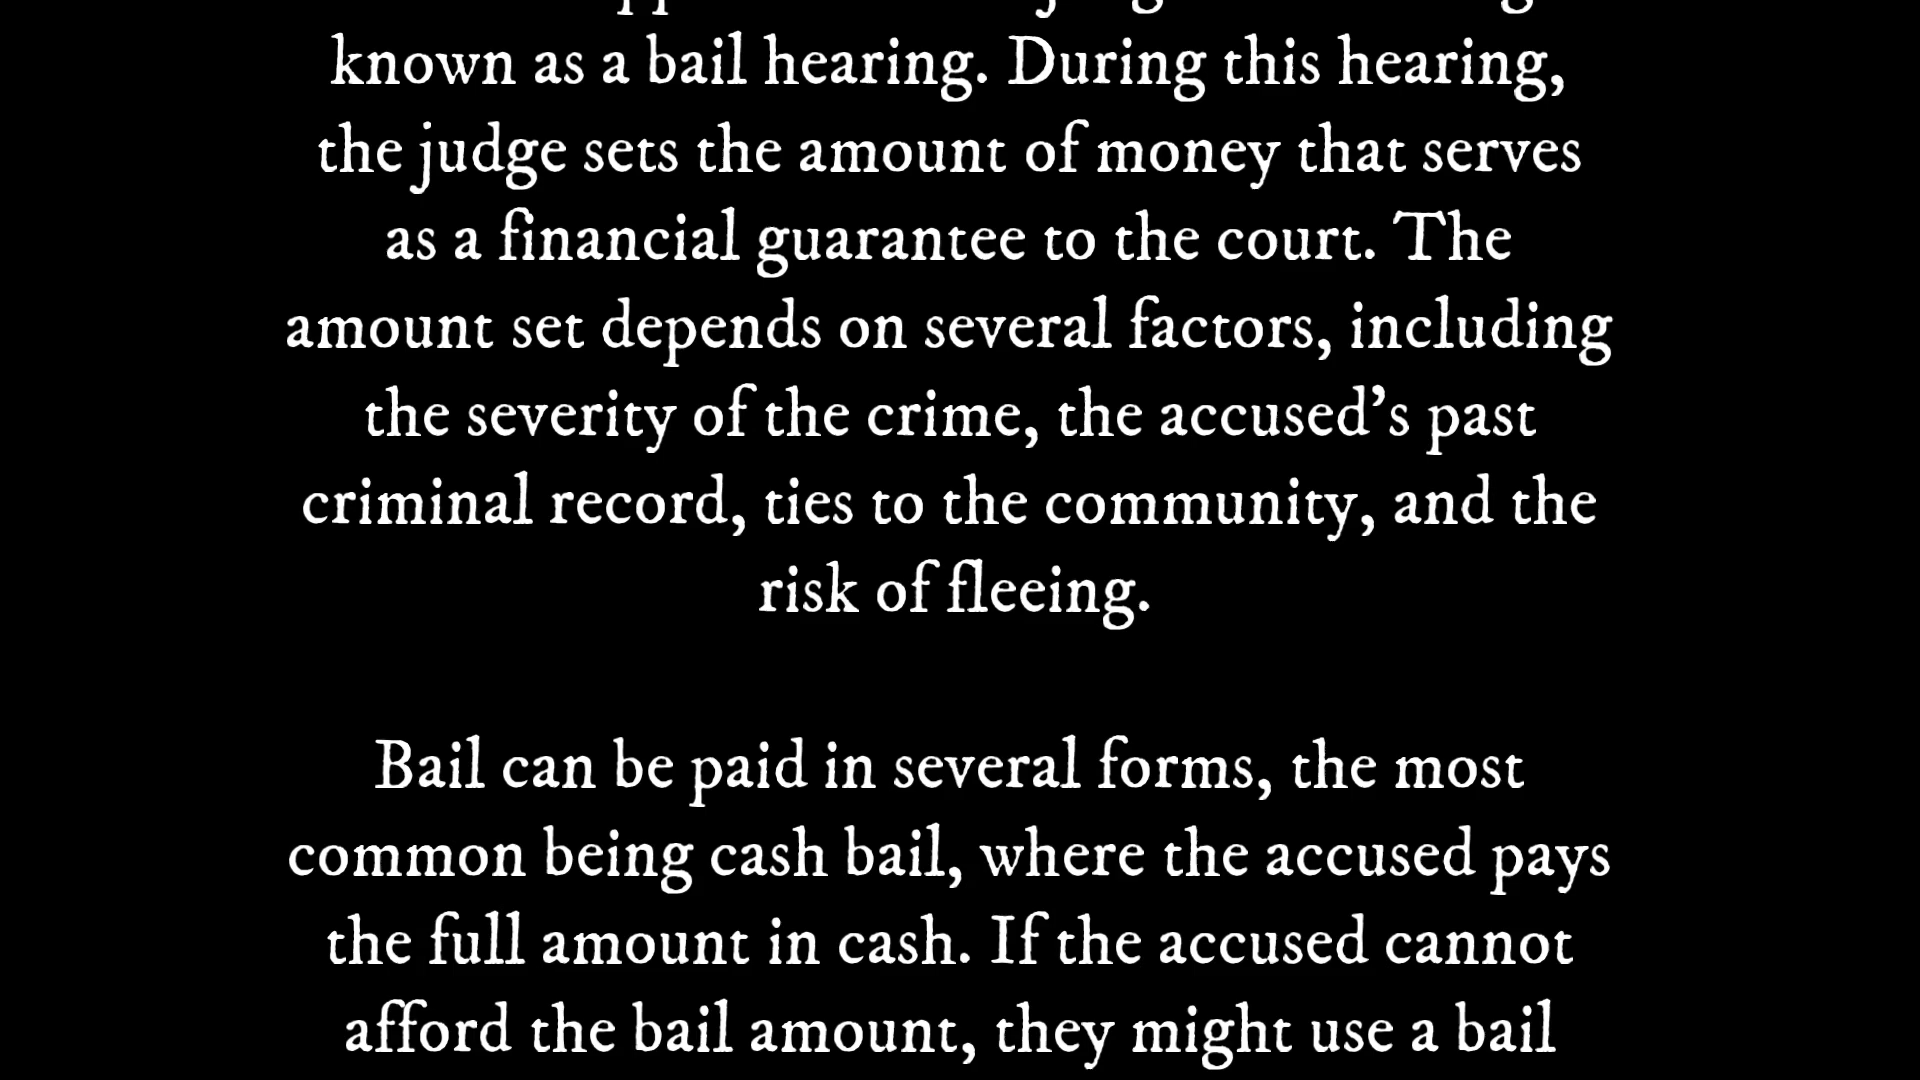 known as a bail hearing. During this hearing,
the judge sets the amount of money that serves
as a financial guarantee to the court. The
amount set depends on several factors, including
the severity of the crime, the accused’s past
criminal record, ties to the community, and the
risk of fleeing.
Bail can be paid in several forms, the most
common being cash bail, where the accused pays
the full amount in cash. If the accused cannot
afford the bail amount, they might use a bail